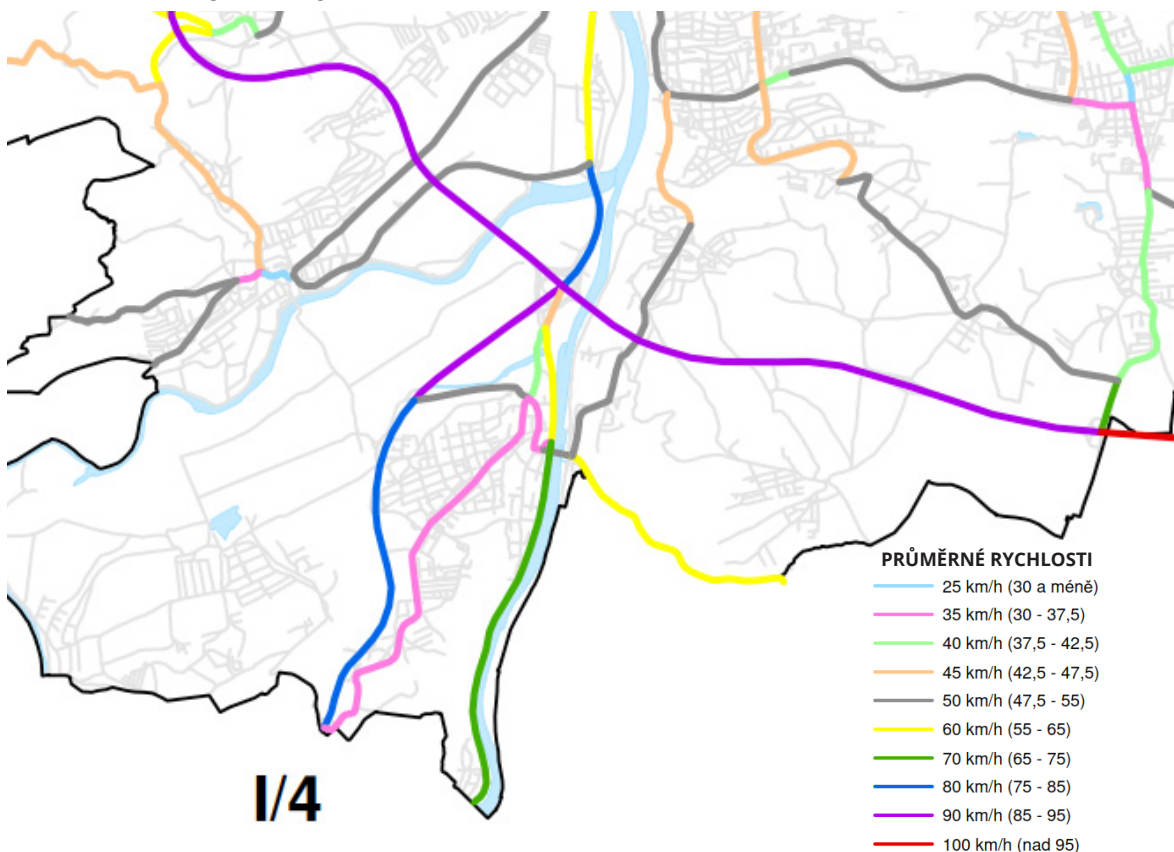 PRŮMĚRNÉ RYCHLOSTI
25 km/h (30 a méně)
35 km/h (30 - 37,5)
40 km/h (37,5 - 42,5)
45 km/h (42,5 - 47,5)
50 km/h (47,5 - 55)
60 km/h (55 - 65)
70 km/h (65 - 75)
80 km/h (75 - 85)
90 km/h (85 - 95)
100 km/h (nad 95)
I/4